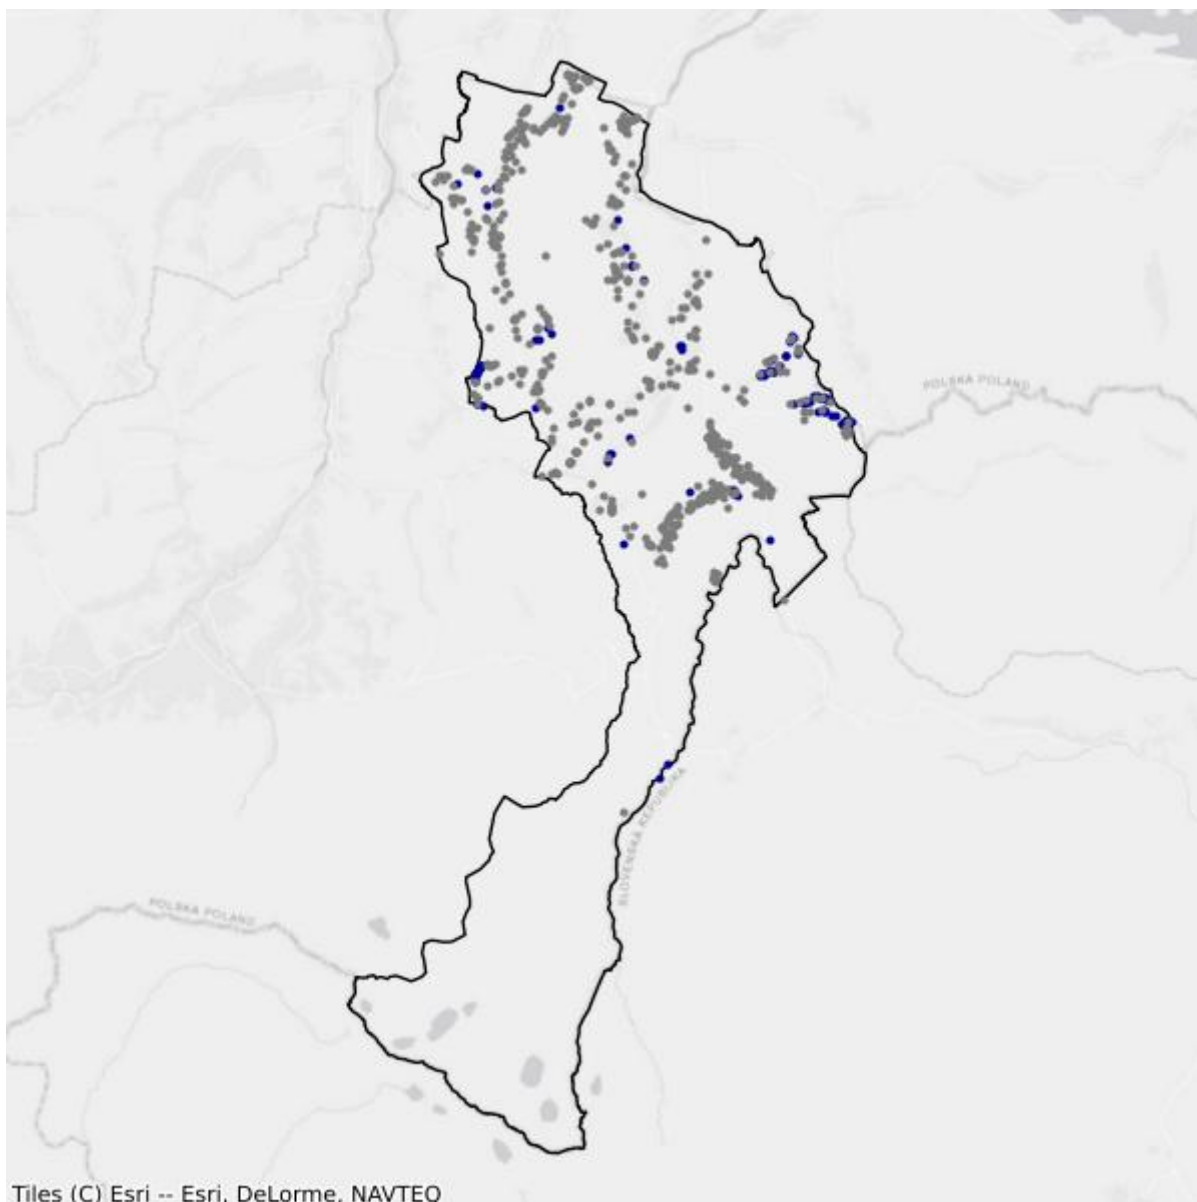 POLSKA POLAND
SLOVENSKÁ REPUBLIKA
POLSKA POLAND
Tiles (C) Esri -- Esri, DeLorme, NAVTEQ